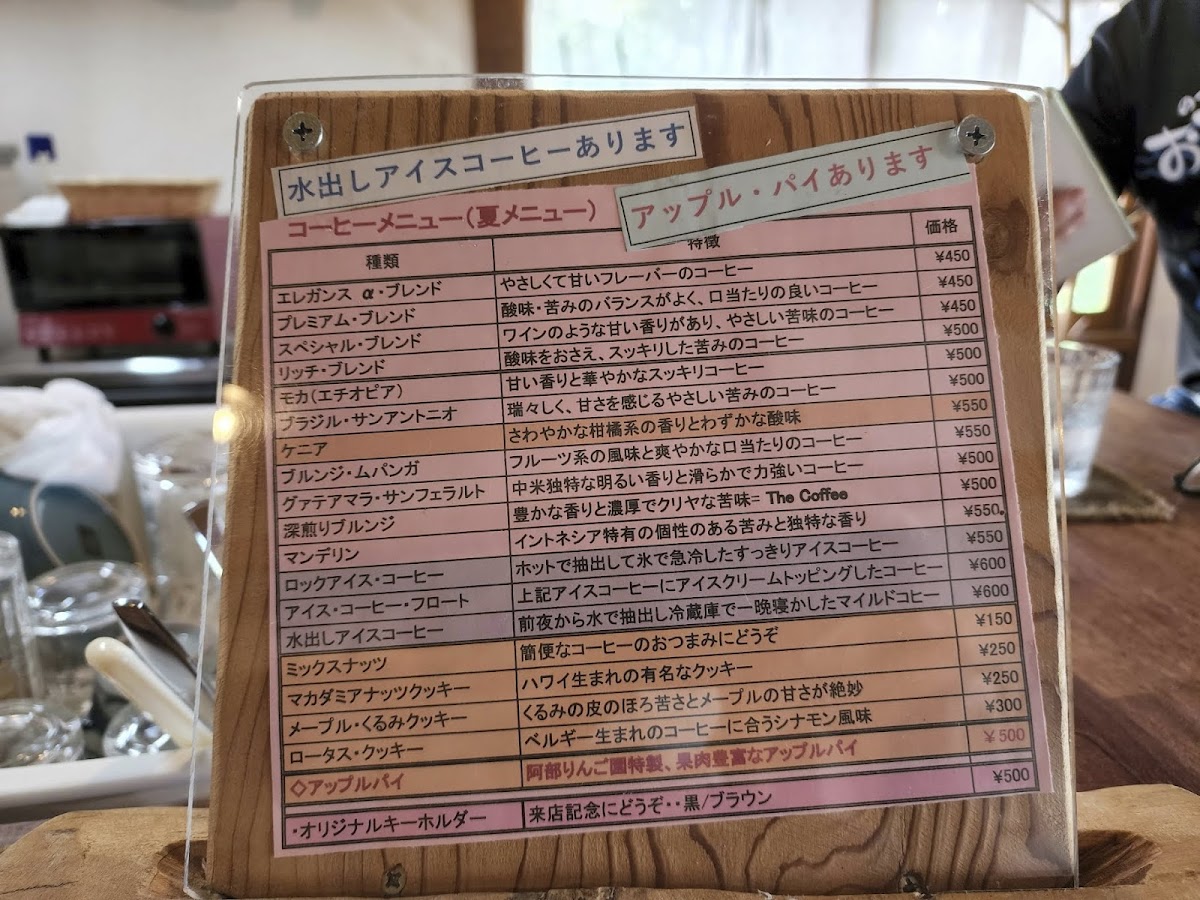 水出しアイスコーヒーあります
アップル・パイあります
コーヒーメニュー(夏メニュー)
種類 特徴 価格
エレガンス α・ブレンド やさしくて甘いフレーバーのコーヒー ¥450
プレミアム・ブレンド 酸味・苦みのバランスがよく、口当たりの良いコーヒー ¥450
スペシャル・ブレンド ワインのような甘い香りがあり、やさしい苦味のコーヒー ¥450
リッチ・ブレンド 酸味をおさえ、スッキリした苦みのコーヒー ¥500
モカ(エチオピア) 甘い香りと華やかなスッキリコーヒー ¥500
ブラジル・サンアントニオ 瑞々しく、甘さを感じるやさしい苦みのコーヒー ¥500
ケニア さわやかな柑橘系の香りとわずかな酸味 ¥550
ブルンジ・ムパンガ フルーツ系の風味と爽やかな口当たりのコーヒー ¥550
グァテアマラ・サンフェラルト 中米独特な明るい香りと滑らかで力強いコーヒー ¥500
深煎りブルンジ 豊かな香りと濃厚でクリヤな苦味= The Coffee ¥500
マンデリン イントネシア特有の個性のある苦みと独特な香り ¥550
ロックアイス・コーヒー ホットで抽出して氷で急冷したすっきりアイスコーヒー ¥550
アイス・コーヒー・フロート 上記アイスコーヒーにアイスクリームトッピングしたコーヒー ¥600
水出しアイスコーヒー 前夜から水で抽出し冷蔵庫で一晩寝かしたマイルドコヒー ¥600
ミックスナッツ 簡便なコーヒーのおつまみにどうぞ ¥150
マカダミアナッツクッキー ハワイ生まれの有名なクッキー ¥250
メープル・くるみクッキー くるみの皮のほろ苦さとメープルの甘さが絶妙 ¥250
ロータス・クッキー ベルギー生まれのコーヒーに合うシナモン風味 ¥300
◇アップルパイ 阿部りんご園特製、果肉豊富なアップルパイ ¥500
・オリジナルキーホルダー 来店記念にどうぞ・・黒/ブラウン ¥500